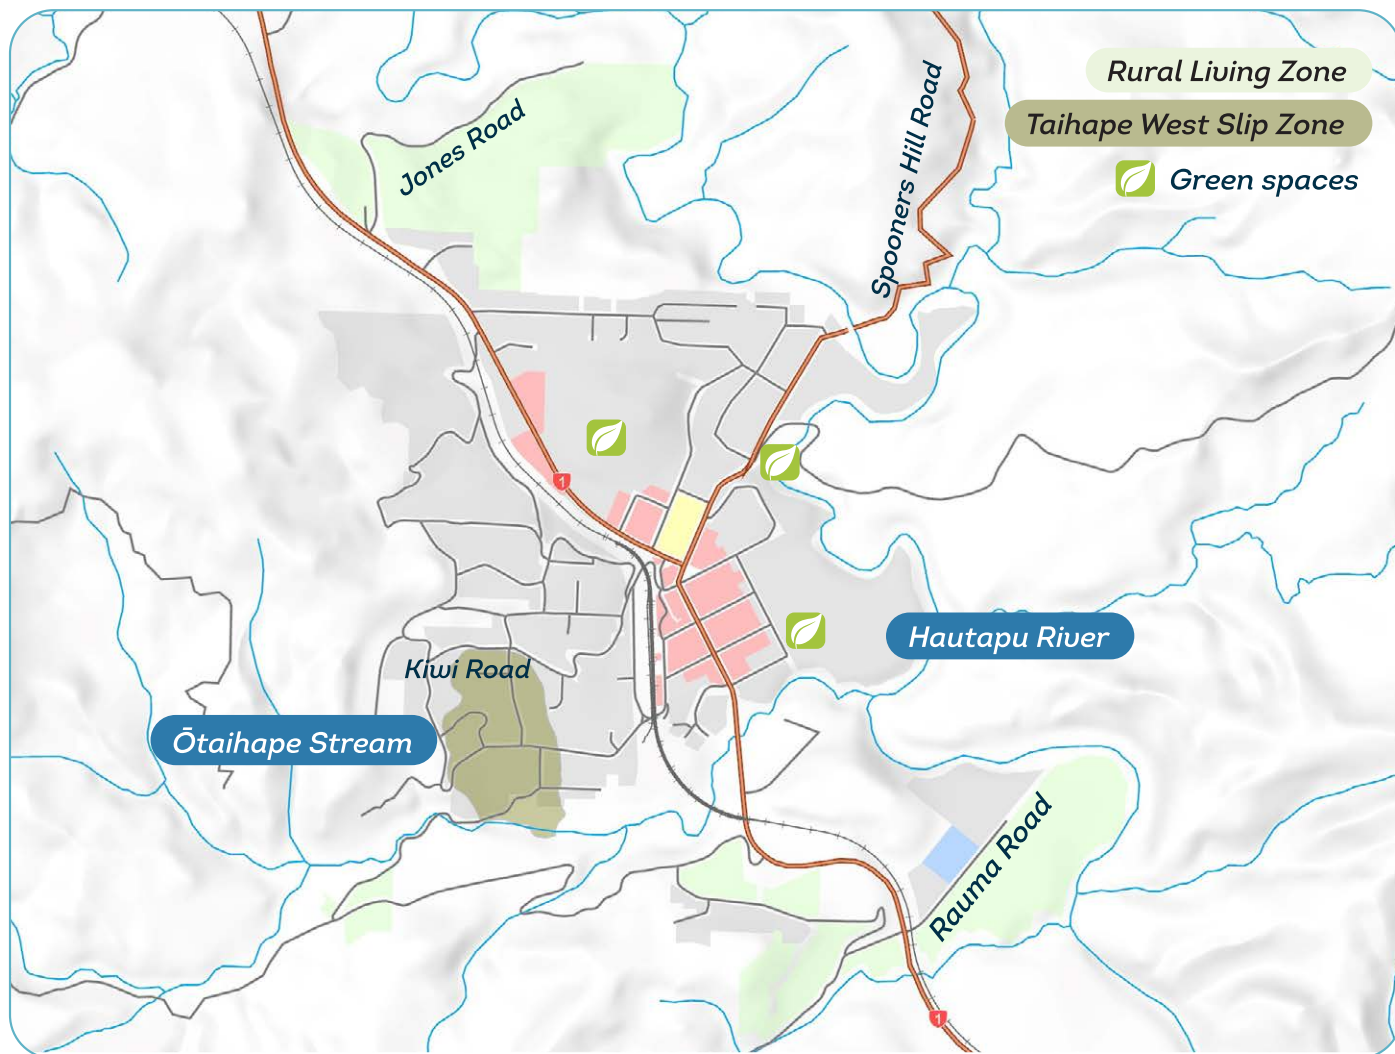 Rural Living Zone
Taihape West Slip Zone
Green spaces
Spooners Hill Road
Jones Road
1
Hautapu River
Kiwi Road
Ōtaihape Stream
Rauma Road
1